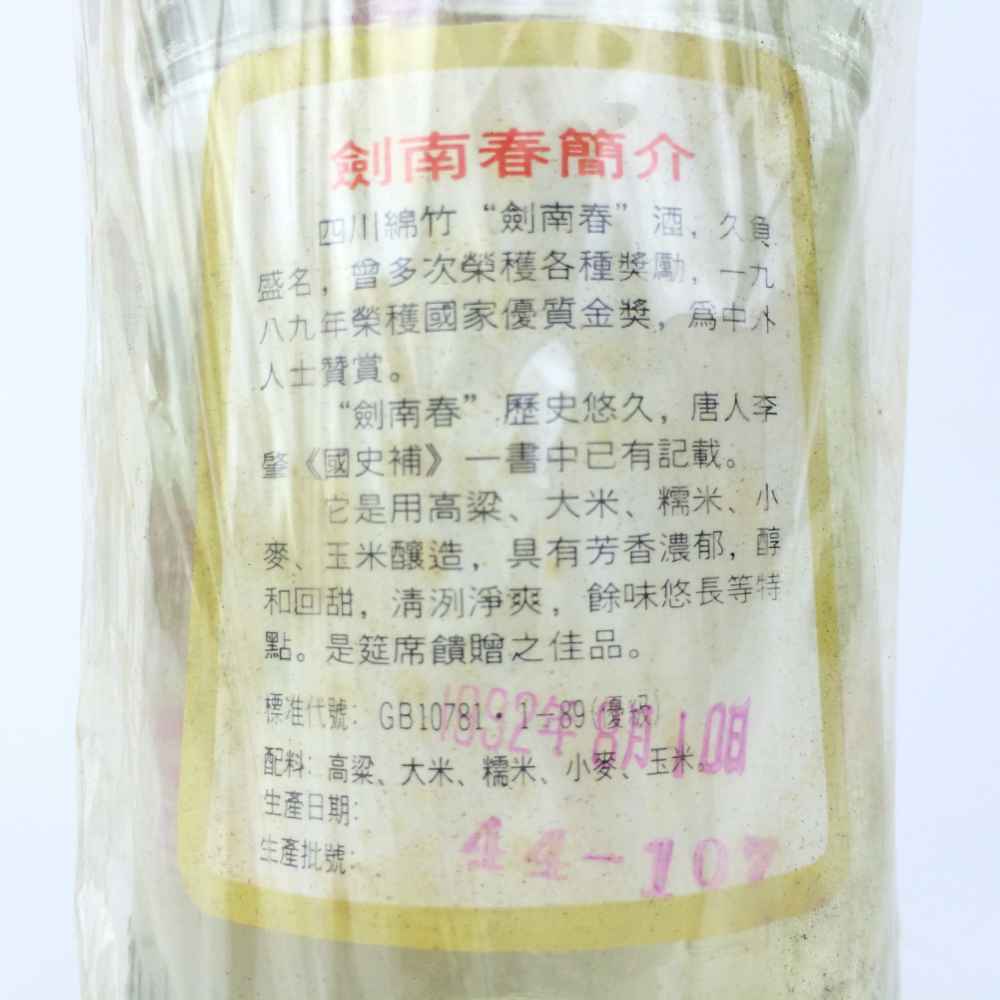 劍南春簡介
四川綿竹“劍南春”酒，久負
盛名，曾多次榮穫各種獎勵，一九
八九年榮穫國家優質金獎，爲中外
人士贊賞。
“劍南春”歷史悠久，唐人李
肇《國史補》一書中已有記載。
它是用高粱、大米、糯米、小
麥、玉米釀造，具有芳香濃郁，醇
和回甜，清洌淨爽，餘味悠長等特
點。是筵席饋贈之佳品。
標准代號：GB10781·1—89(優級)
1992年8月10日
配料：高粱、大米、糯米、小麥、玉米。
生產日期：
生產批號：44-107